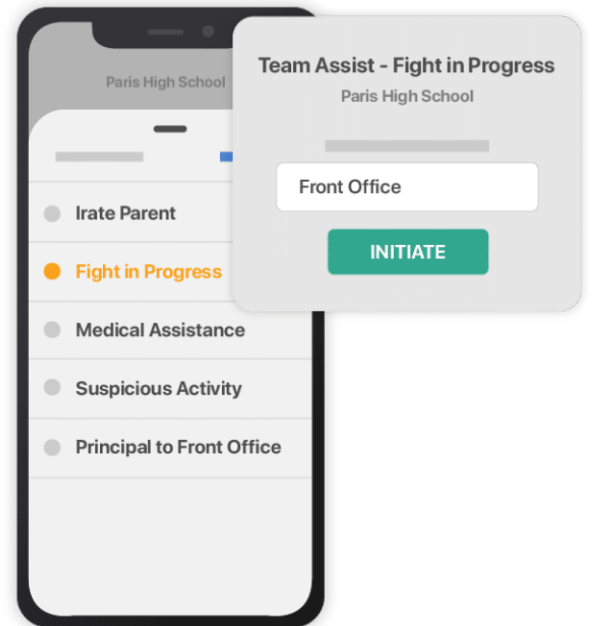 Paris High School
Irate Parent
Fight in Progress
Medical Assistance
Suspicious Activity
Principal to Front Office
Team Assist - Fight in Progress
Paris High School
Front Office
INITIATE